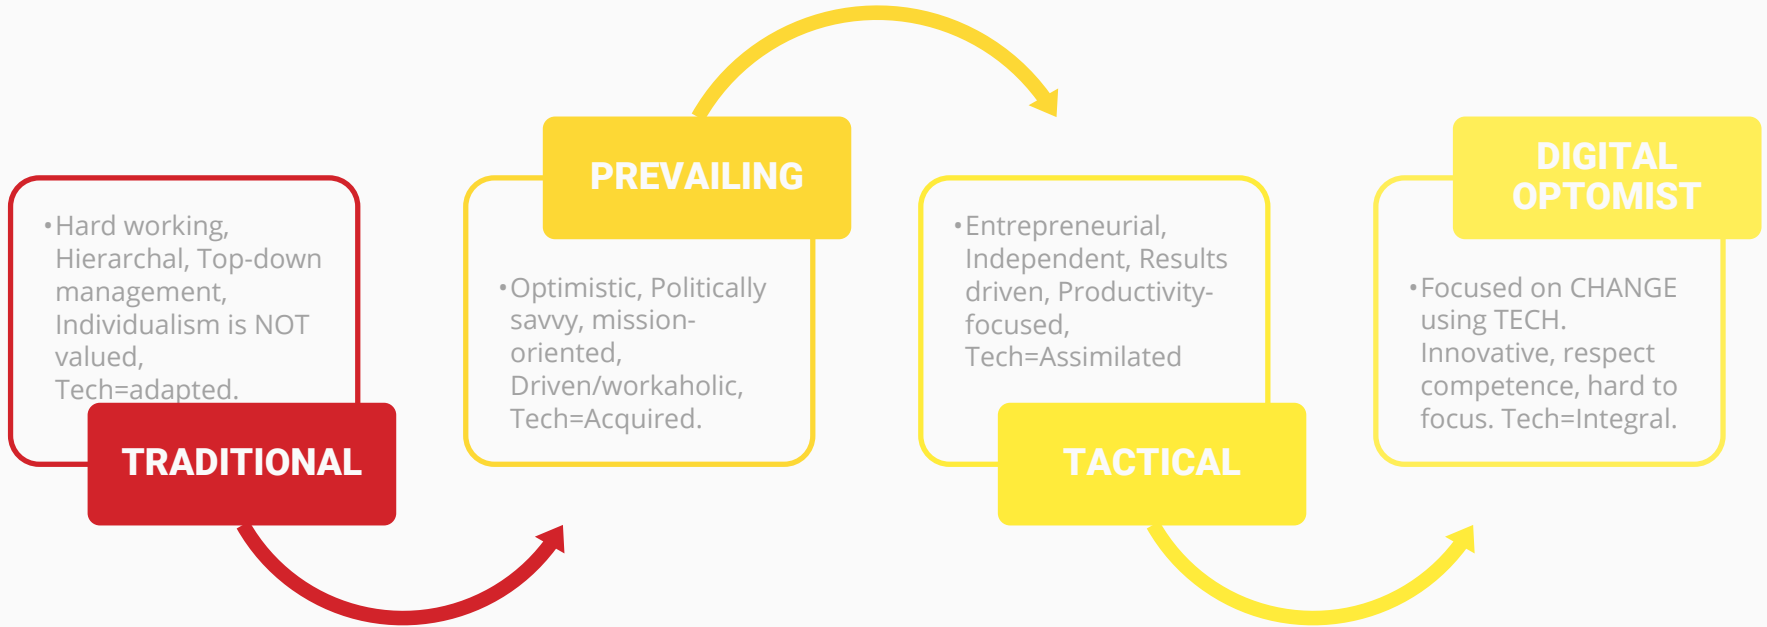 •Hard working,
Hierarchal, Top-down
management,
Individualism is NOT
valued,
Tech=adapted.
TRADITIONAL
PREVAILING
•Optimistic, Politically
savvy, mission-
oriented,
Driven/workaholic,
Tech=Acquired.
•Entrepreneurial,
Independent, Results
driven, Productivity-
focused,
Tech=Assimilated
TACTICAL
DIGITAL
OPTOMIST
•Focused on CHANGE
using TECH.
Innovative, respect
competence, hard to
focus. Tech=Integral.